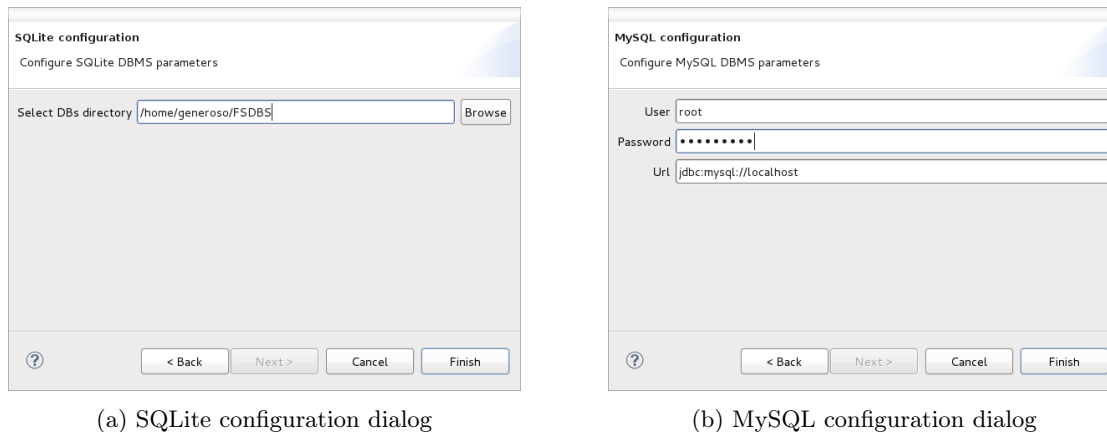 SQLite configuration
Configure SQLite DBMS parameters
Select DBs directory /home/generoso/FSDBS Browse
? < Back Next > Cancel Finish
(a) SQLite configuration dialog
MySQL configuration
Configure MySQL DBMS parameters
User root
Password •••••••••
Url jdbc:mysql://localhost
? < Back Next > Cancel Finish
(b) MySQL configuration dialog